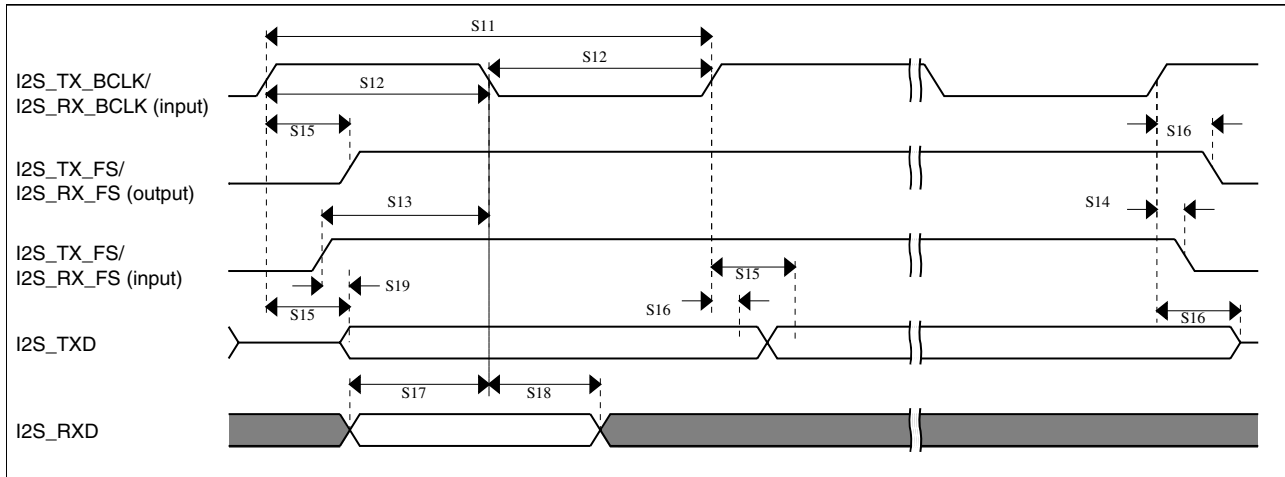 S11
S12
I2S_TX_BCLK/
I2S_RX_BCLK (input)
S12
S15
S16
I2S_TX_FS/
I2S_RX_FS (output)
S13
S14
I2S_TX_FS/
I2S_RX_FS (input)
S15
S19
S15
S16
S16
I2S_TXD
S17
S18
I2S_RXD